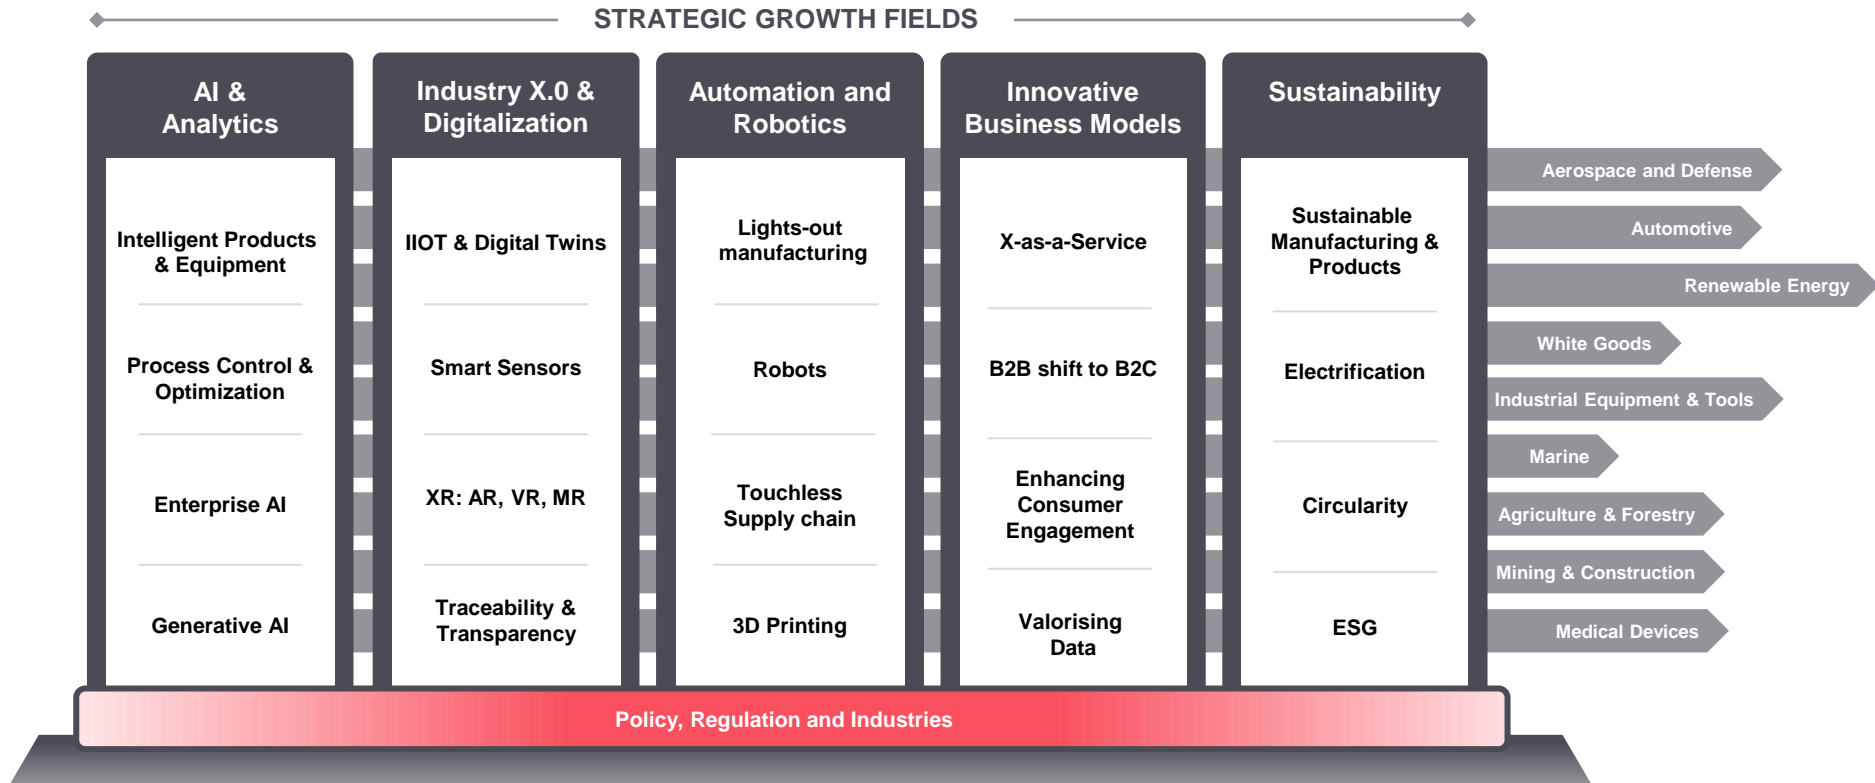 STRATEGIC GROWTH FIELDS
AI &
Analytics
Intelligent Products
& Equipment
Process Control &
Optimization
Enterprise AI
Generative AI
Industry X.0 &
Digitalization
IIOT & Digital Twins
Smart Sensors
XR: AR, VR, MR
Traceability &
Transparency
Automation and
Robotics
Lights-out
manufacturing
Robots
Touchless
Supply chain
3D Printing
Innovative
Business Models
X-as-a-Service
B2B shift to B2C
Enhancing
Consumer
Engagement
Valorising
Data
Sustainability
Sustainable
Manufacturing &
Products
Electrification
Circularity
ESG
Aerospace and Defense
Automotive
Renewable Energy
White Goods
Industrial Equipment & Tools
Marine
Agriculture & Forestry
Mining & Construction
Medical Devices
Policy, Regulation and Industries